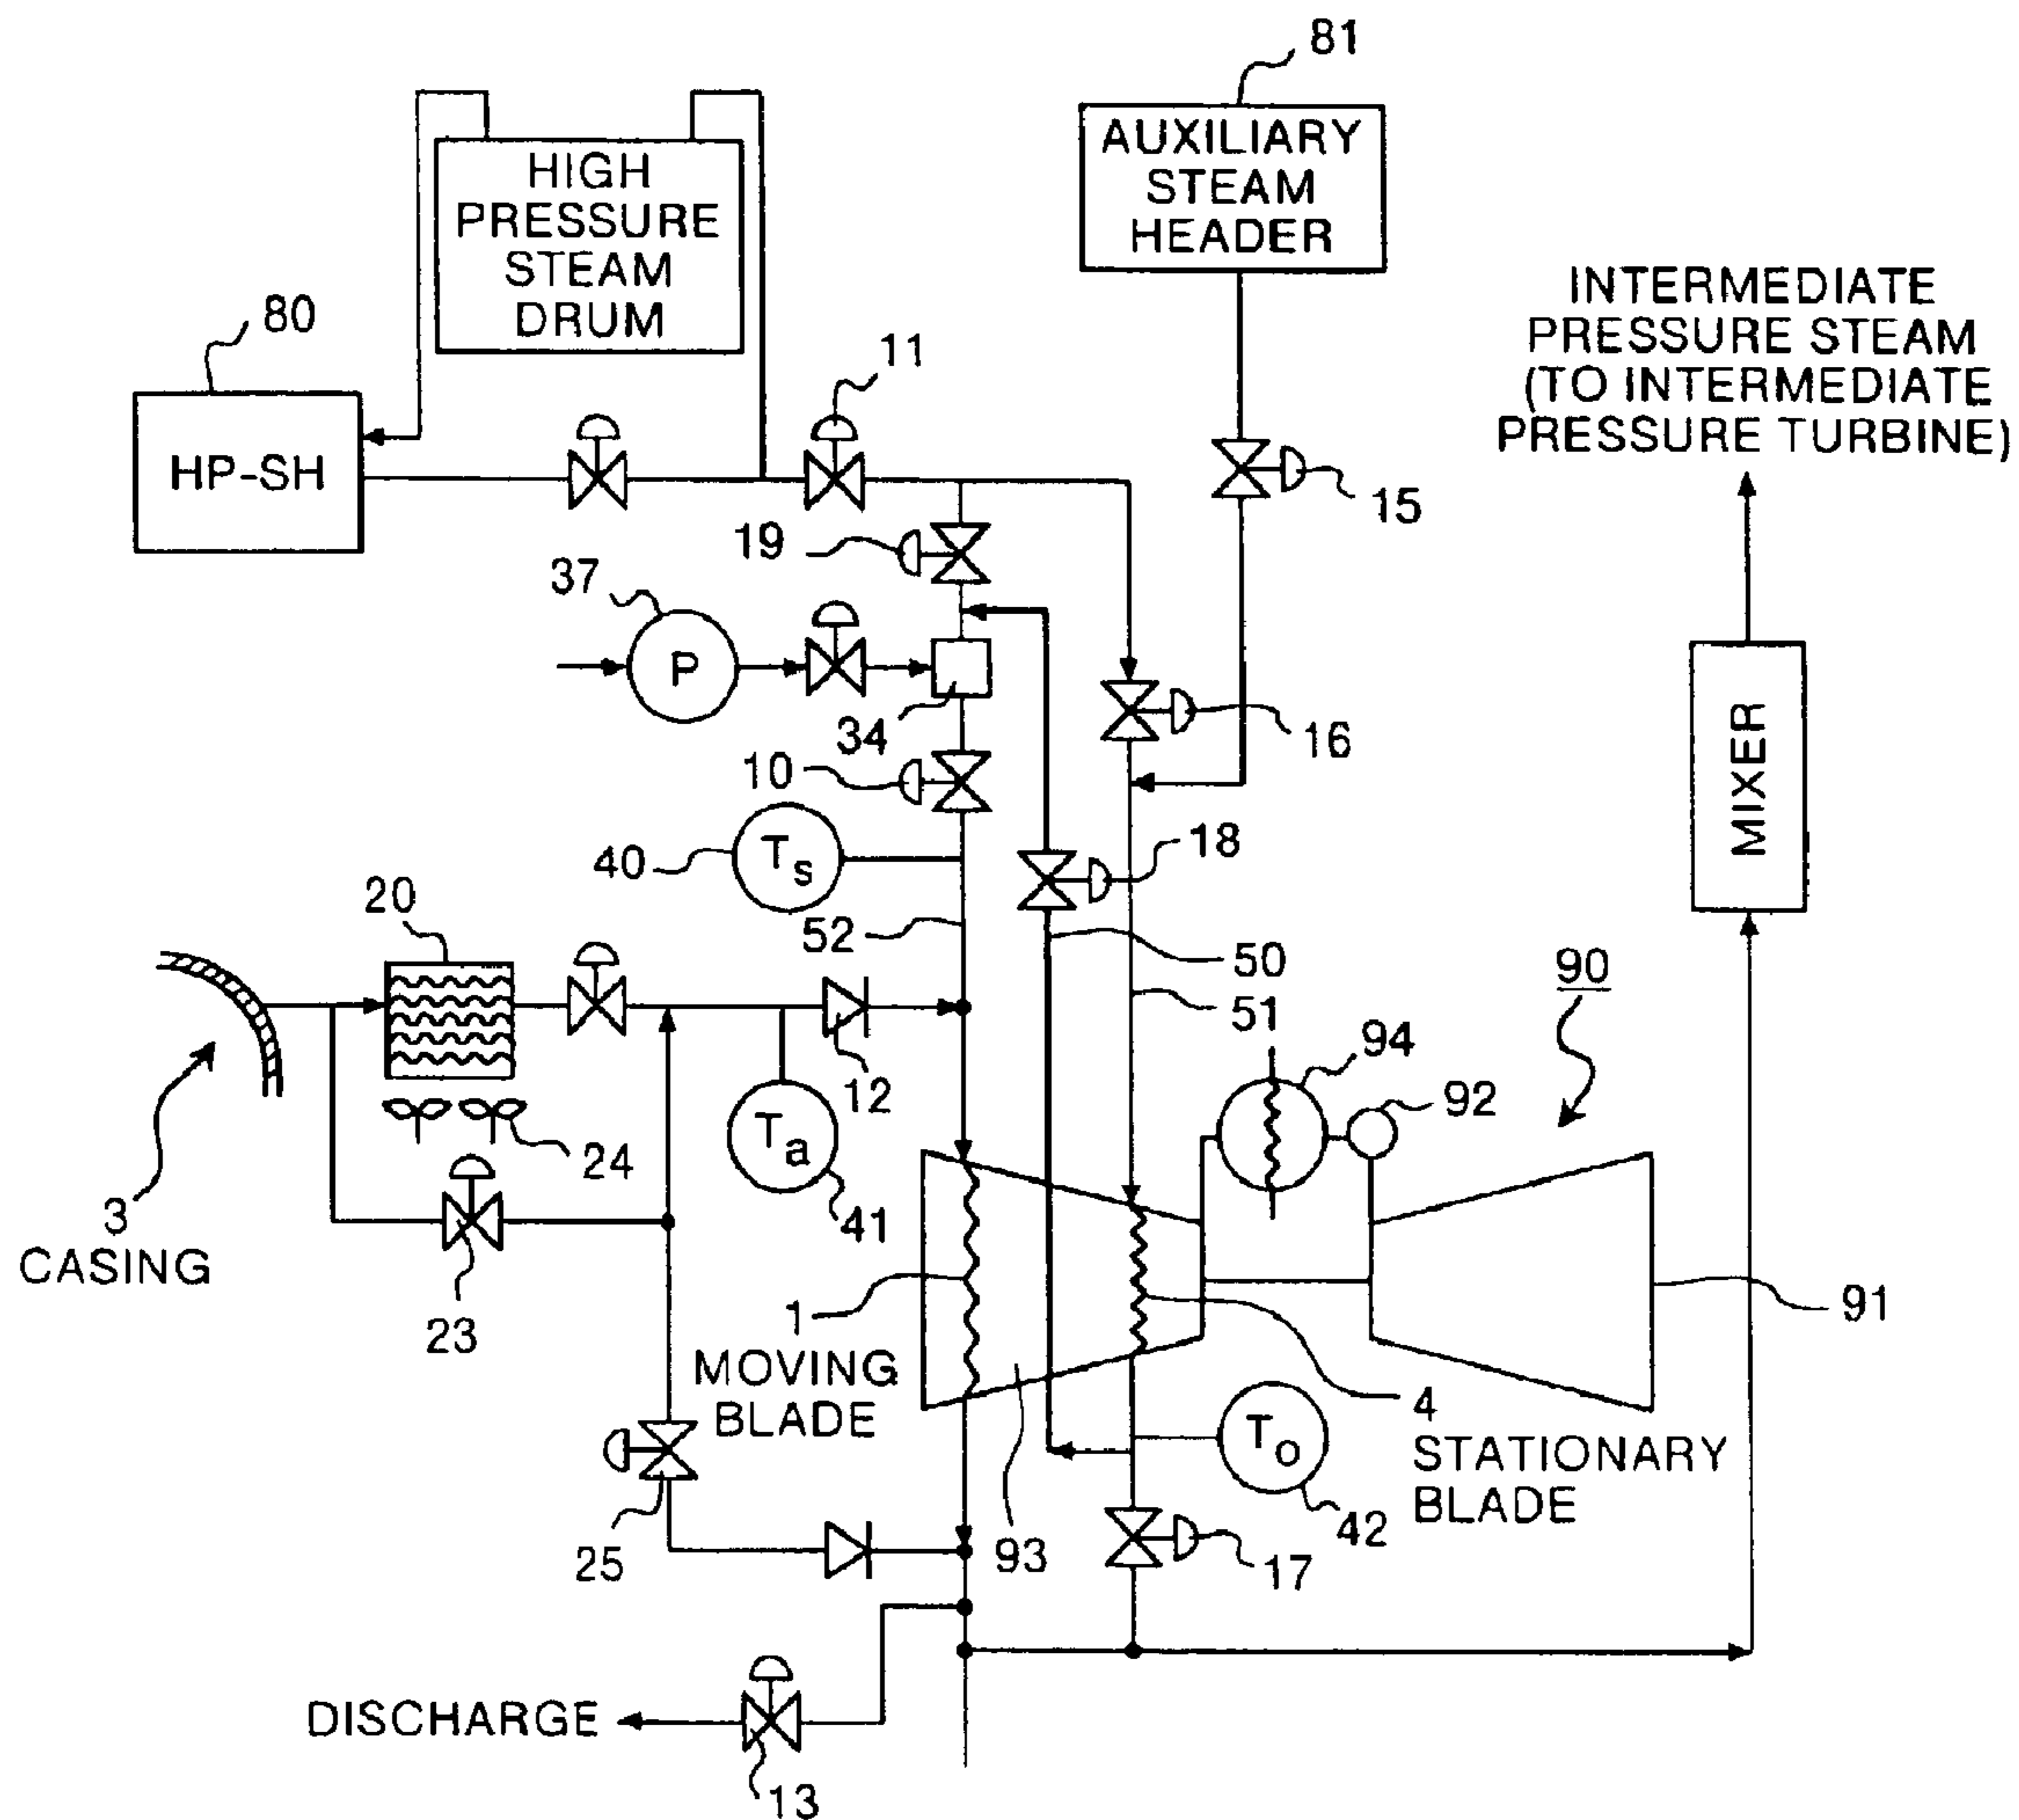 81
AUXILIARY
STEAM
HEADER
HIGH
PRESSURE
STEAM
DRUM
INTERMEDIATE
PRESSURE STEAM
(TO INTERMEDIATE
PRESSURE TURBINE)
80
11
HP-SH
15
19
37
P
34
16
10
MIXER
18
40
Ts
20
52
50
51
90
94
12
92
24
Ta
41
3
CASING
23
1
MOVING
BLADE
91
4
STATIONARY
BLADE
To
42
25
93
17
DISCHARGE
13